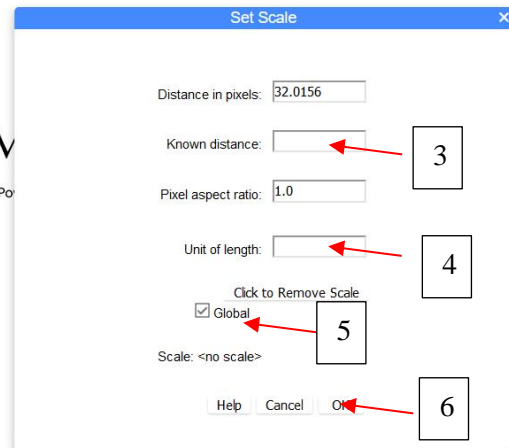 Set Scale ×
Distance in pixels: 32.0156
Known distance:
3
Pixel aspect ratio: 1.0
Unit of length:
4
Click to Remove Scale
Global
5
Scale: <no scale>
Help Cancel OK
6